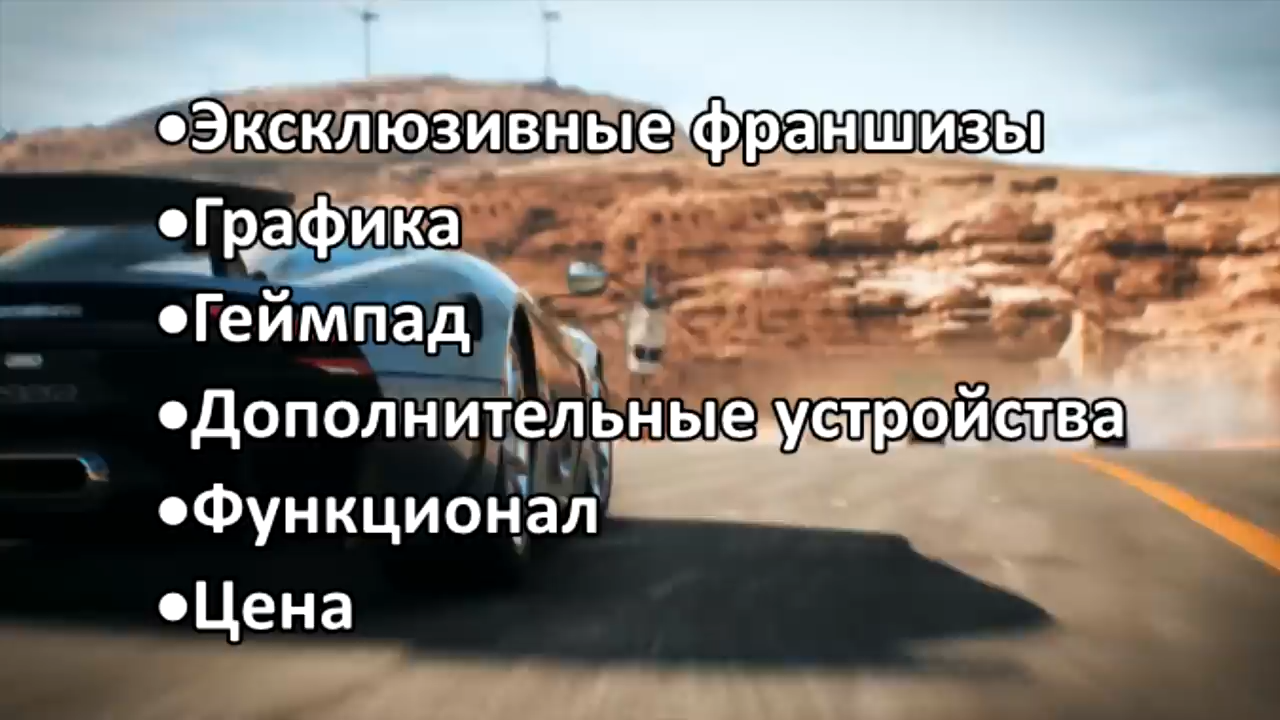 •Эксклюзивные франшизы
•Графика
•Геймпад
•Дополнительные устройства
•Функционал
•Цена